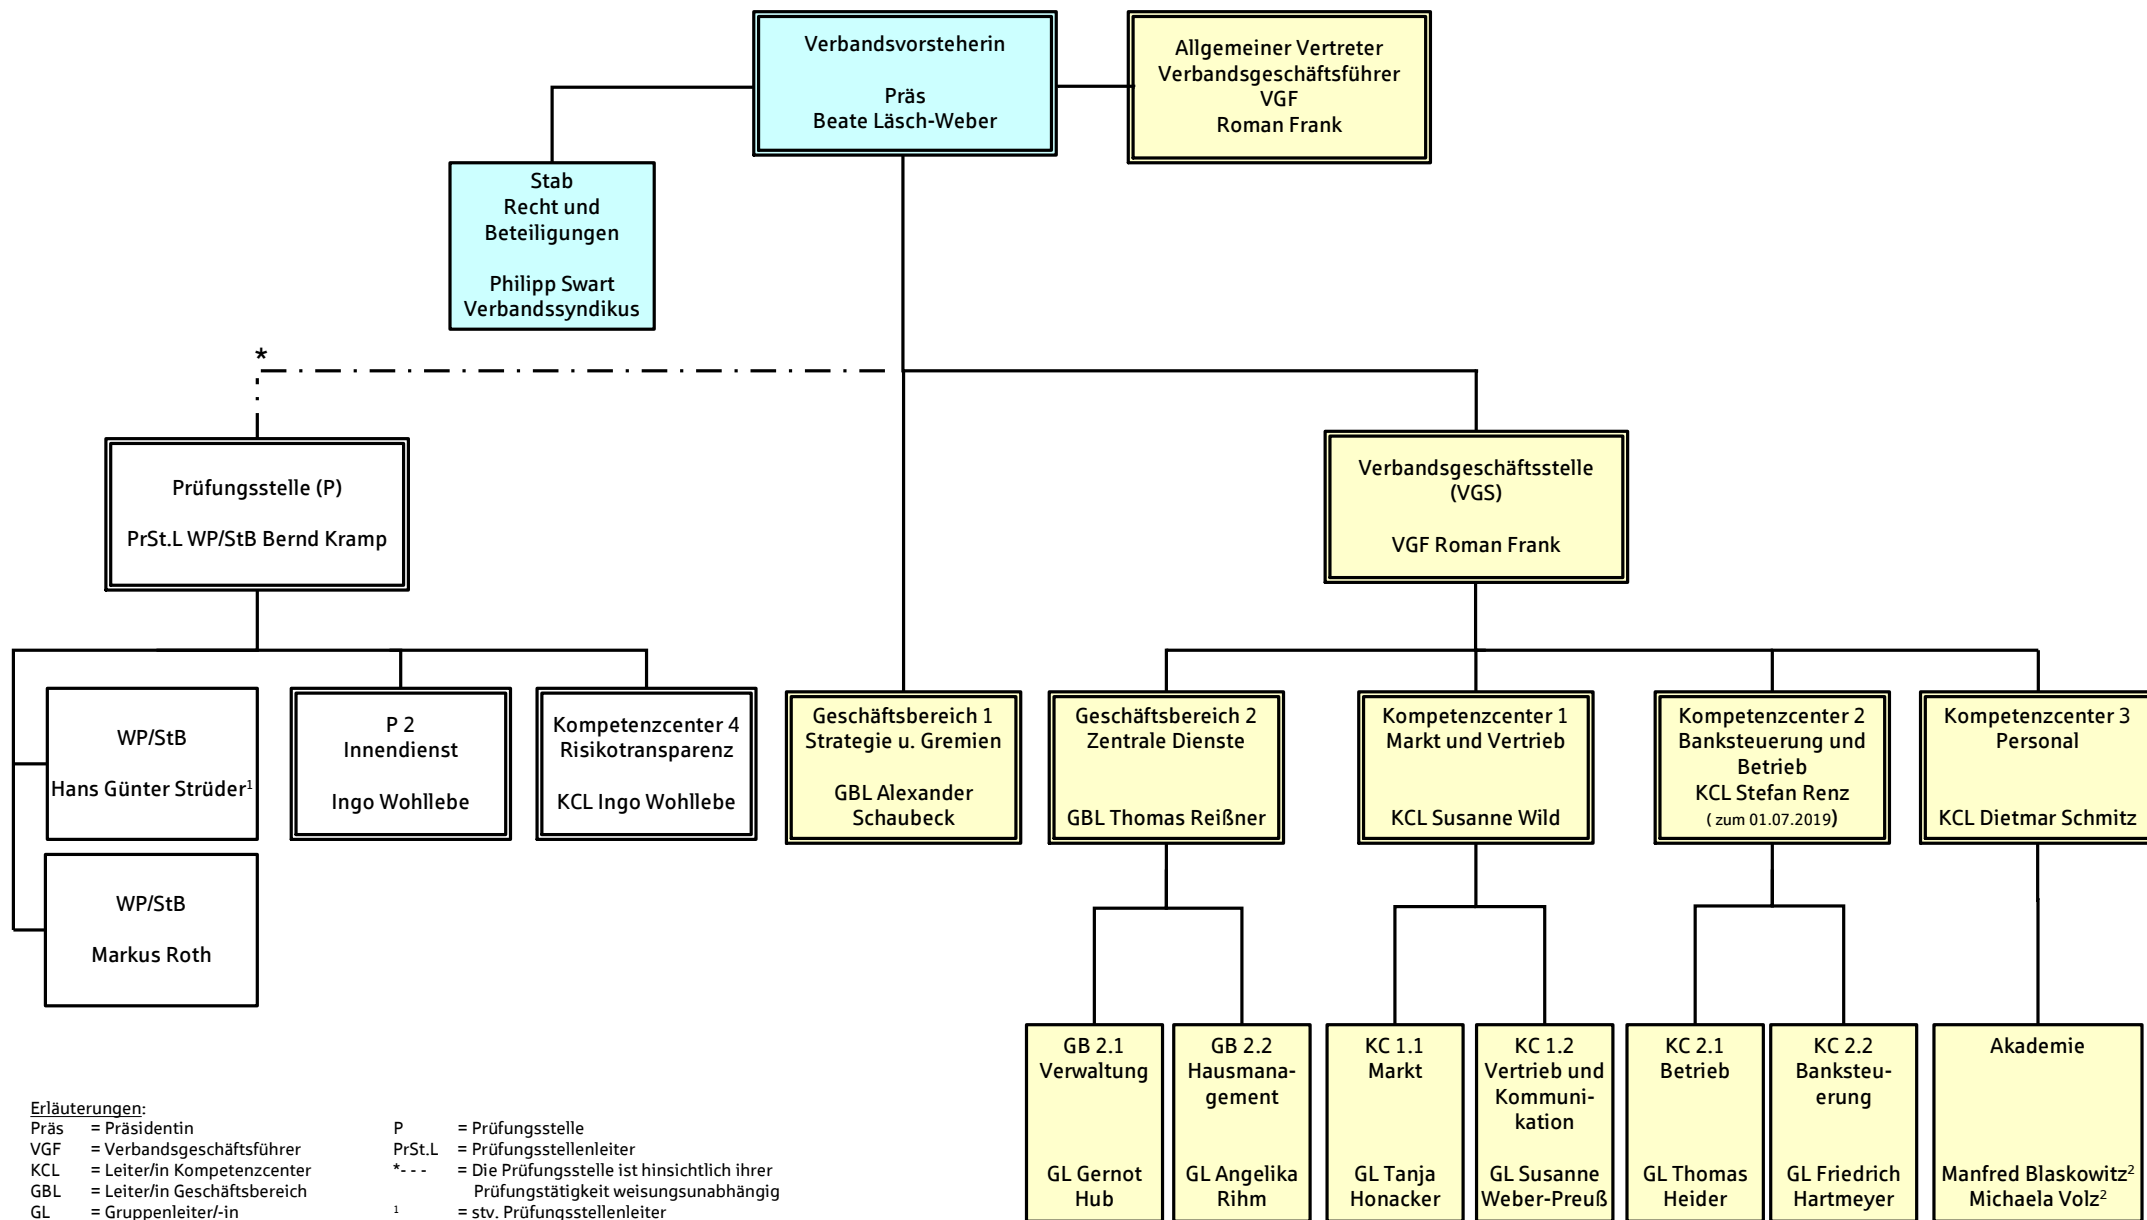 Verbandsvorsteherin
Präs
Beate Läsch-Weber
Allgemeiner Vertreter
Verbandsgeschäftsführer
VGF
Roman Frank
Stab
Recht und
Beteiligungen
Philipp Swart
Verbandssyndikus
*
Prüfungsstelle (P)
PrSt.L WP/StB Bernd Kramp
Verbandsgeschäftsstelle
(VGS)
VGF Roman Frank
WP/StB
Hans Günter Strüder¹
P 2
Innendienst
Ingo Wohllebe
Kompetenzcenter 4
Risikotransparenz
KCL Ingo Wohllebe
Geschäftsbereich 1
Strategie u. Gremien
GBL Alexander
Schaubeck
Geschäftsbereich 2
Zentrale Dienste
GBL Thomas Reißner
Kompetenzcenter 1
Markt und Vertrieb
KCL Susanne Wild
Kompetenzcenter 2
Banksteuerung und
Betrieb
KCL Stefan Renz
( zum 01.07.2019)
Kompetenzcenter 3
Personal
KCL Dietmar Schmitz
WP/StB
Markus Roth
GB 2.1
Verwaltung
GL Gernot
Hub
GB 2.2
Hausmana-
gement
GL Angelika
Rihm
KC 1.1
Markt
GL Tanja
Honacker
KC 1.2
Vertrieb und
Kommuni-
kation
GL Susanne
Weber-Preuß
KC 2.1
Betrieb
GL Thomas
Heider
KC 2.2
Banksteu-
erung
GL Friedrich
Hartmeyer
Akademie
Manfred Blaskowitz²
Michaela Volz²
Erläuterungen:
Präs = Präsidentin
VGF = Verbandsgeschäftsführer
KCL = Leiter/in Kompetenzcenter
GBL = Leiter/in Geschäftsbereich
GL = Gruppenleiter/-in
P = Prüfungsstelle
PrSt.L = Prüfungsstellenleiter
*- - - = Die Prüfungsstelle ist hinsichtlich ihrer
Prüfungstätigkeit weisungsunabhängig
¹ = stv. Prüfungsstellenleiter